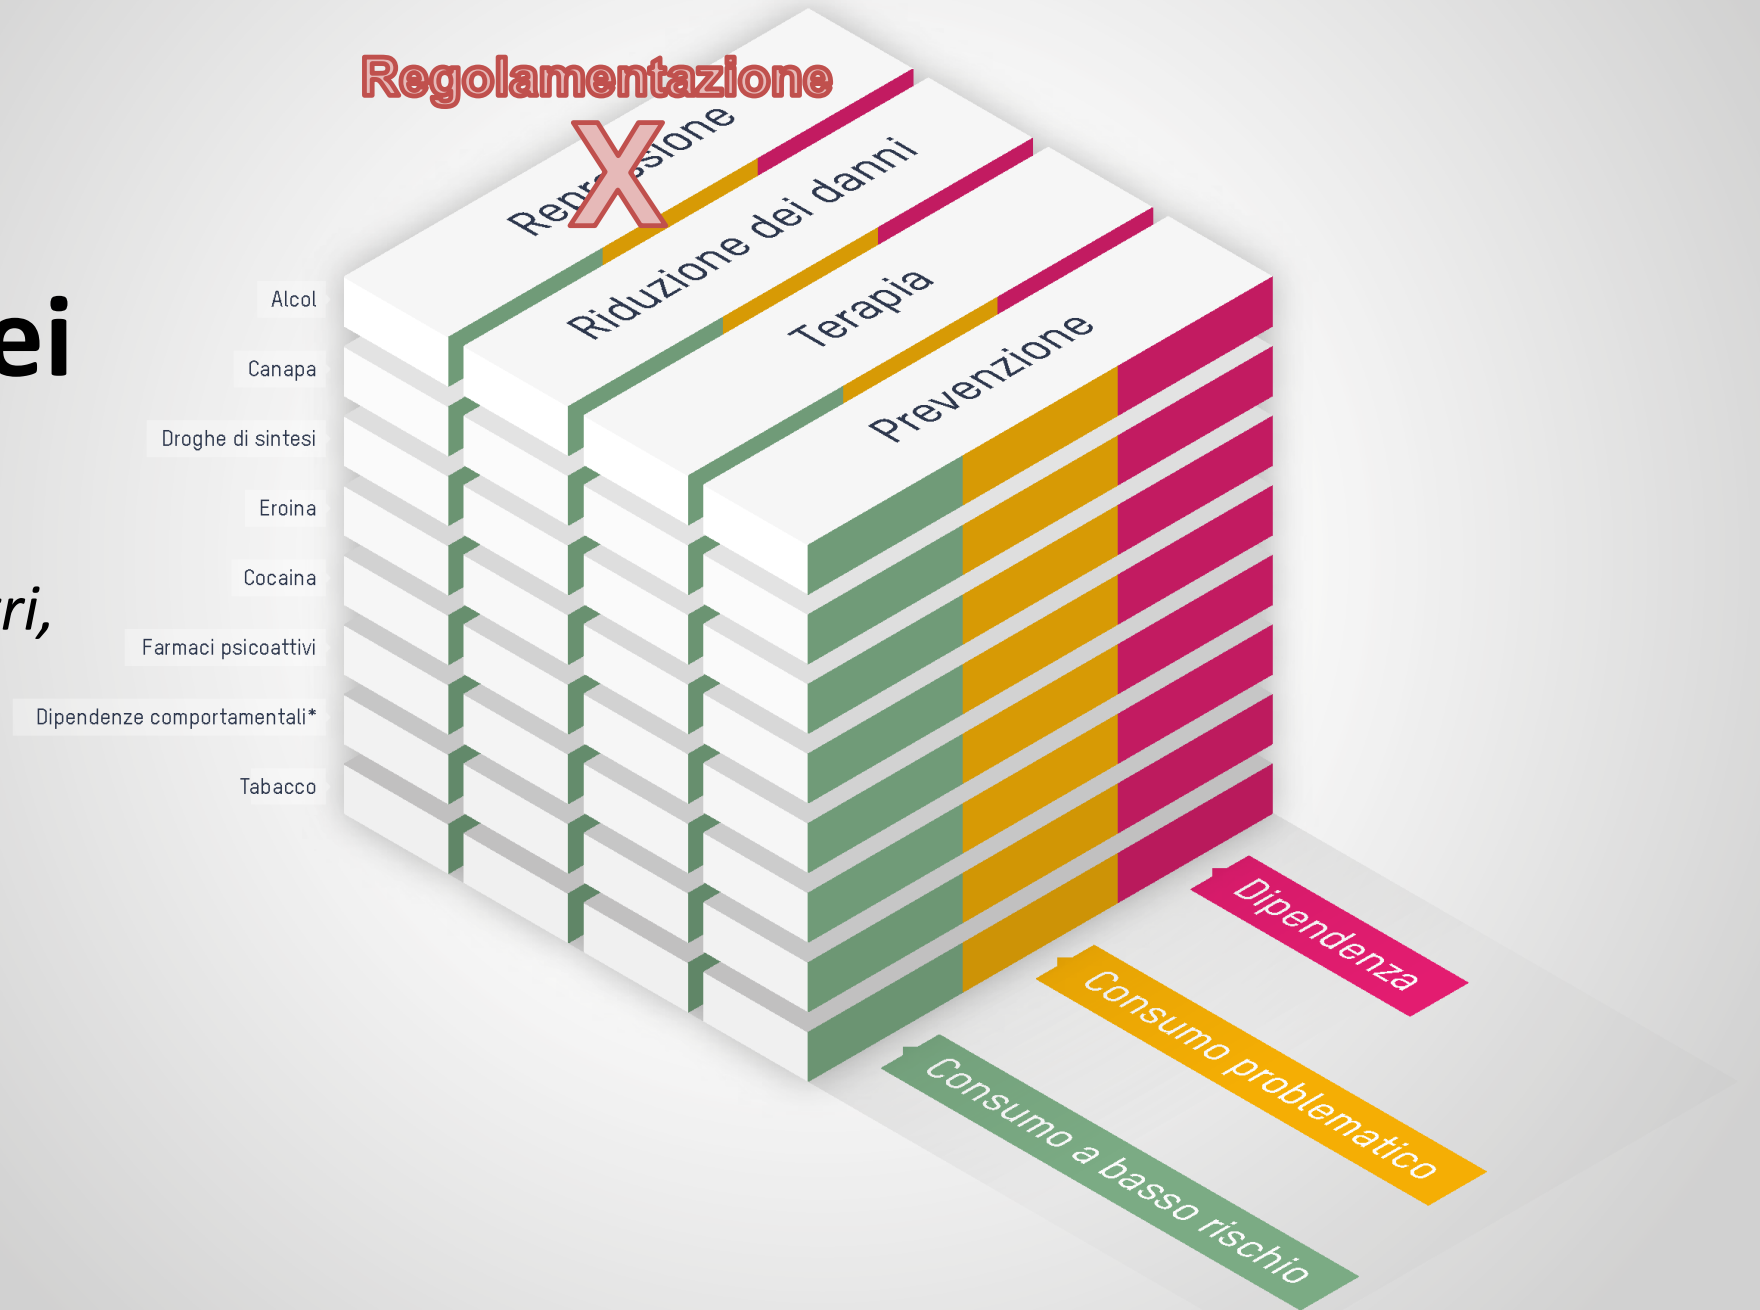 Regolamentazione
Repressione
X
Riduzione dei danni
Terapia
Prevenzione
Alcol
ei
Canapa
Droghe di sintesi
Eroina
Cocaina
ri,
Farmaci psicoattivi
Dipendenze comportamentali*
Tabacco
Dipendenza
Consumo problematico
Consumo a basso rischio